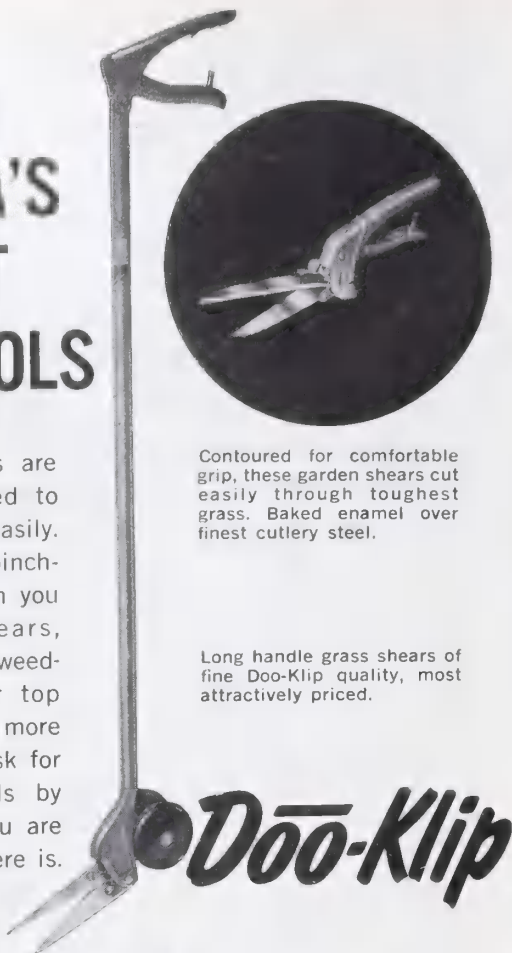 A'S
OLS
s are
ed to
asily.
pinch-
n you
ears,
weed-
r top
more
sk for
ls by
u are
ere is.
Contoured for comfortable
grip, these garden shears cut
easily through toughest
grass. Baked enamel over
finest cutlery steel.
Long handle grass shears of
fine Doo-Klip quality, most
attractively priced.
Doo-Klip